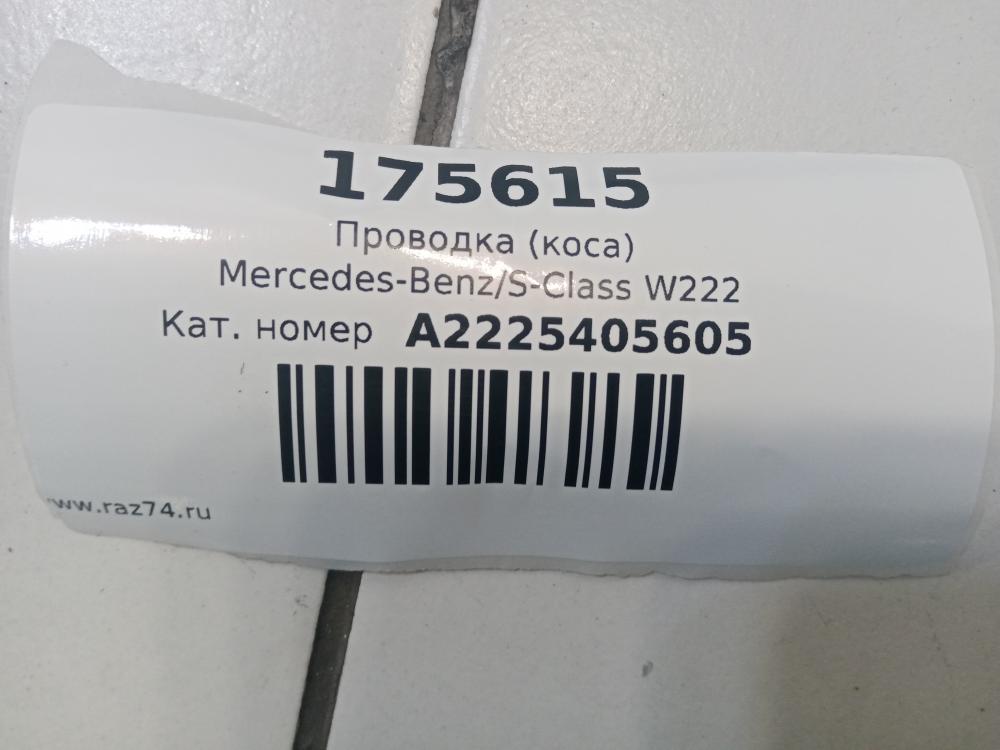 175615
Проводка (коса)
Mercedes-Benz/S-Class W222
Кат. номер A2225405605
www.raz74.ru